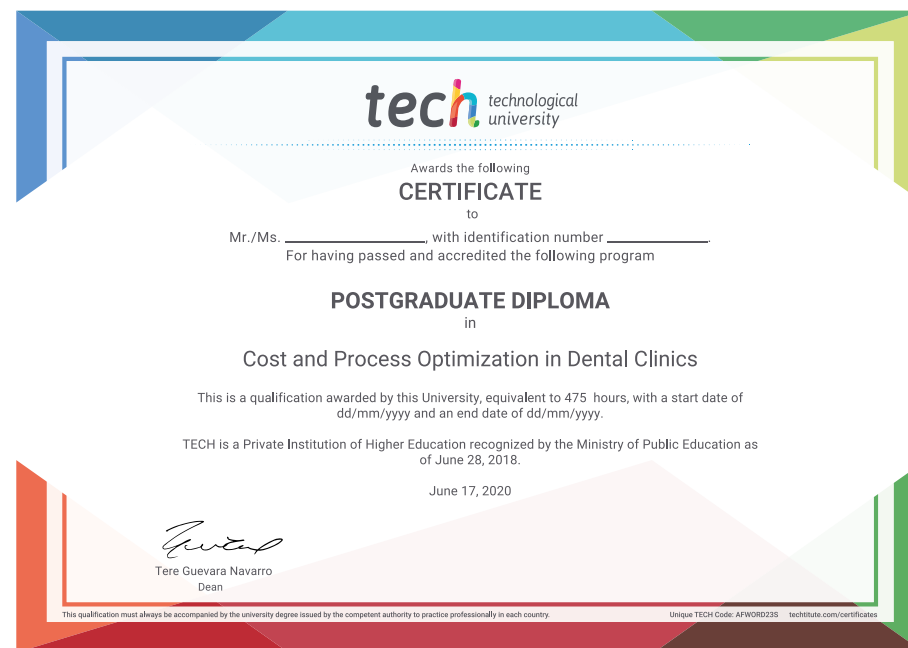 tech technological
university
Awards the following
CERTIFICATE
to
Mr./Ms. ____________________, with identification number ______________.
For having passed and accredited the following program
POSTGRADUATE DIPLOMA
in
Cost and Process Optimization in Dental Clinics
This is a qualification awarded by this University, equivalent to 475 hours, with a start date of
dd/mm/yyyy and an end date of dd/mm/yyyy.
TECH is a Private Institution of Higher Education recognized by the Ministry of Public Education as
of June 28, 2018.
June 17, 2020
Tere Guevara Navarro
Dean
This qualification must always be accompanied by the university degree issued by the competent authority to practice professionally in each country. Unique TECH Code: AFWORD23S techtitute.com/certificates